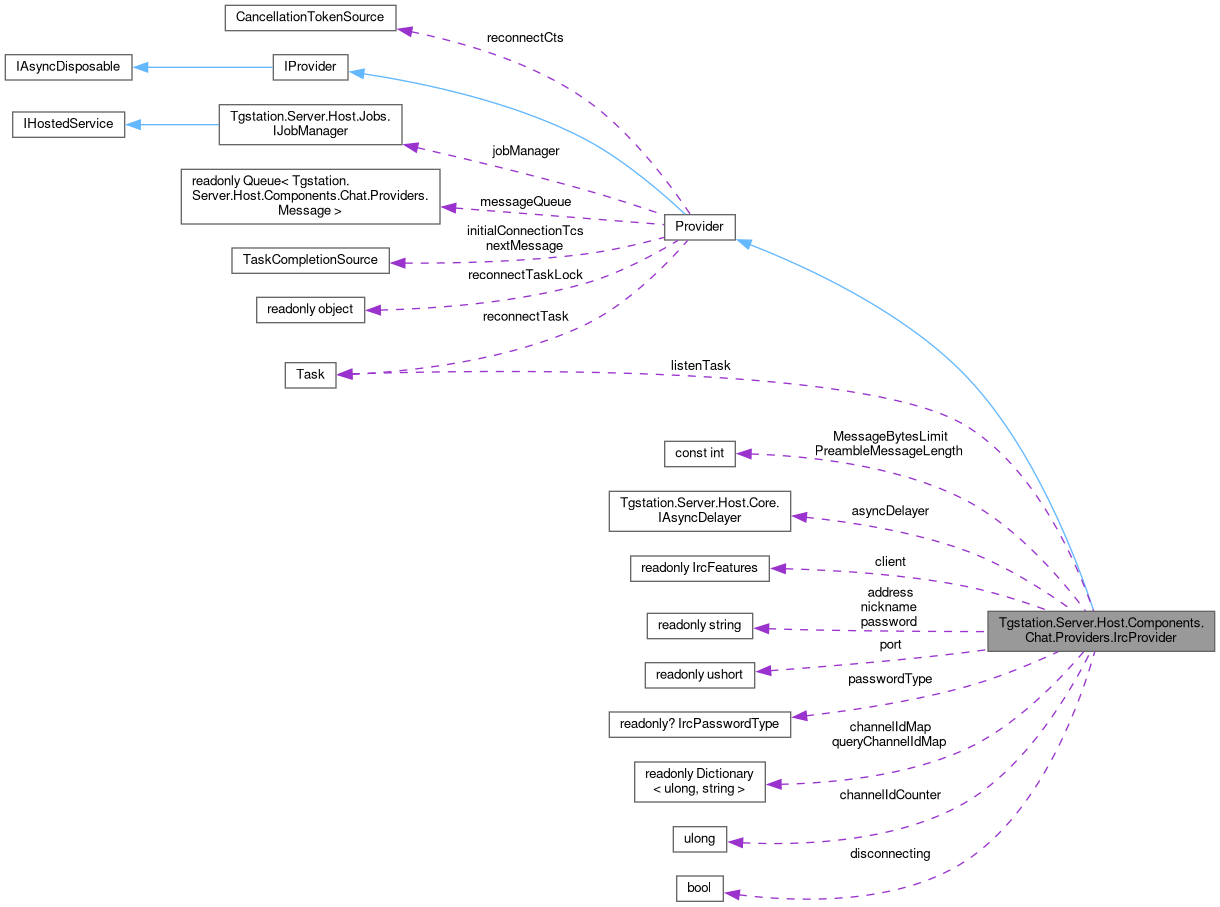 CancellationTokenSource
reconnectCts
IAsyncDisposable
IProvider
IHostedService
Tgstation.Server.Host.Jobs.
IJobManager
jobManager
readonly Queue< Tgstation.
Server.Host.Components.Chat.Providers.
Message >
messageQueue
Provider
initialConnectionTcs
nextMessage
TaskCompletionSource
reconnectTaskLock
readonly object
reconnectTask
Task
listenTask
MessageBytesLimit
PreambleMessageLength
const int
Tgstation.Server.Host.Core.
IAsyncDelayer
asyncDelayer
readonly IrcFeatures
client
address
nickname
password
readonly string
Tgstation.Server.Host.Components.
Chat.Providers.IrcProvider
port
readonly ushort
passwordType
readonly? IrcPasswordType
channelIdMap
queryChannelIdMap
readonly Dictionary
< ulong, string >
channelIdCounter
ulong
disconnecting
bool